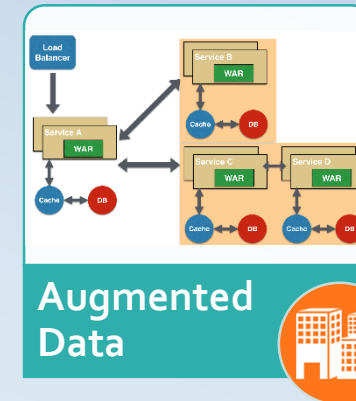 Load
Balancer
Service B
WAR
Cache
DB
Service A
WAR
Cache
DB
Service C
WAR
Service D
WAR
Cache
DB
Cache
DB
Augmented
Data